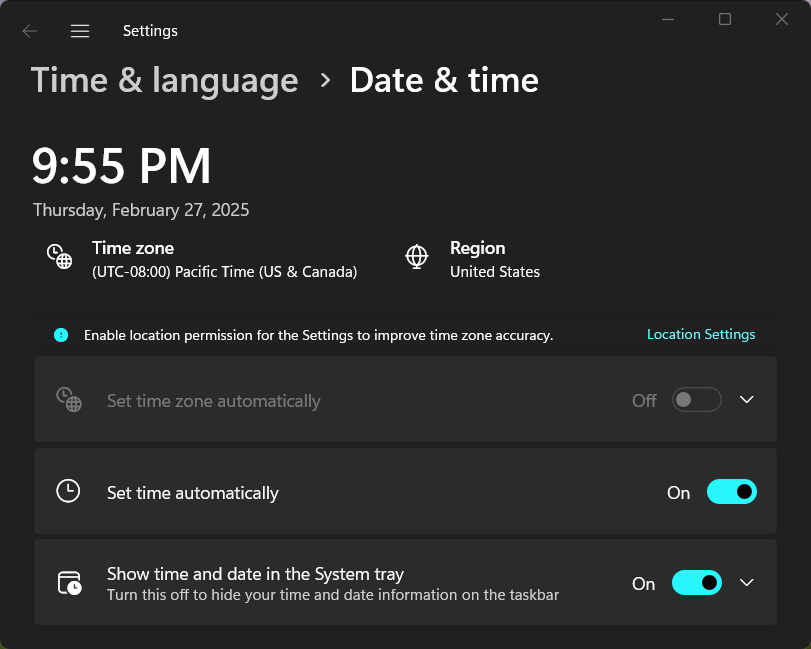 Settings
Time & language > Date & time
9:55 PM
Thursday, February 27, 2025
Time zone
(UTC-08:00) Pacific Time (US & Canada)
Region
United States
Enable location permission for the Settings to improve time zone accuracy.
Location Settings
Set time zone automatically
Off
Set time automatically
On
Show time and date in the System tray
Turn this off to hide your time and date information on the taskbar
On